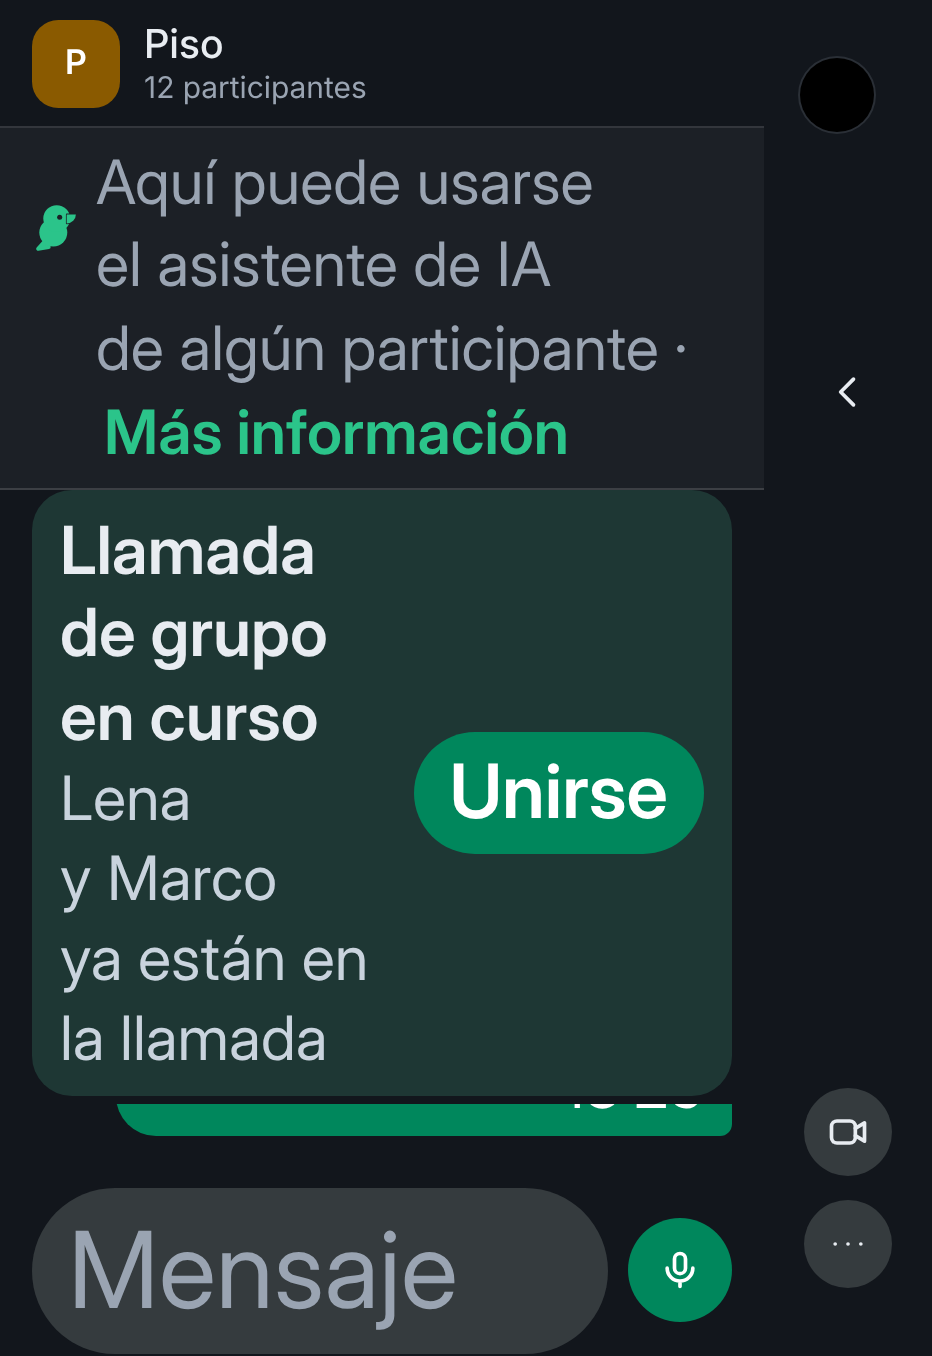 P
Piso
12 participantes
Aquí puede usarse
el asistente de IA
de algún participante ·
Más información
Llamada
de grupo
en curso
Lena
y Marco
ya están en
la llamada
Unirse
Mensaje